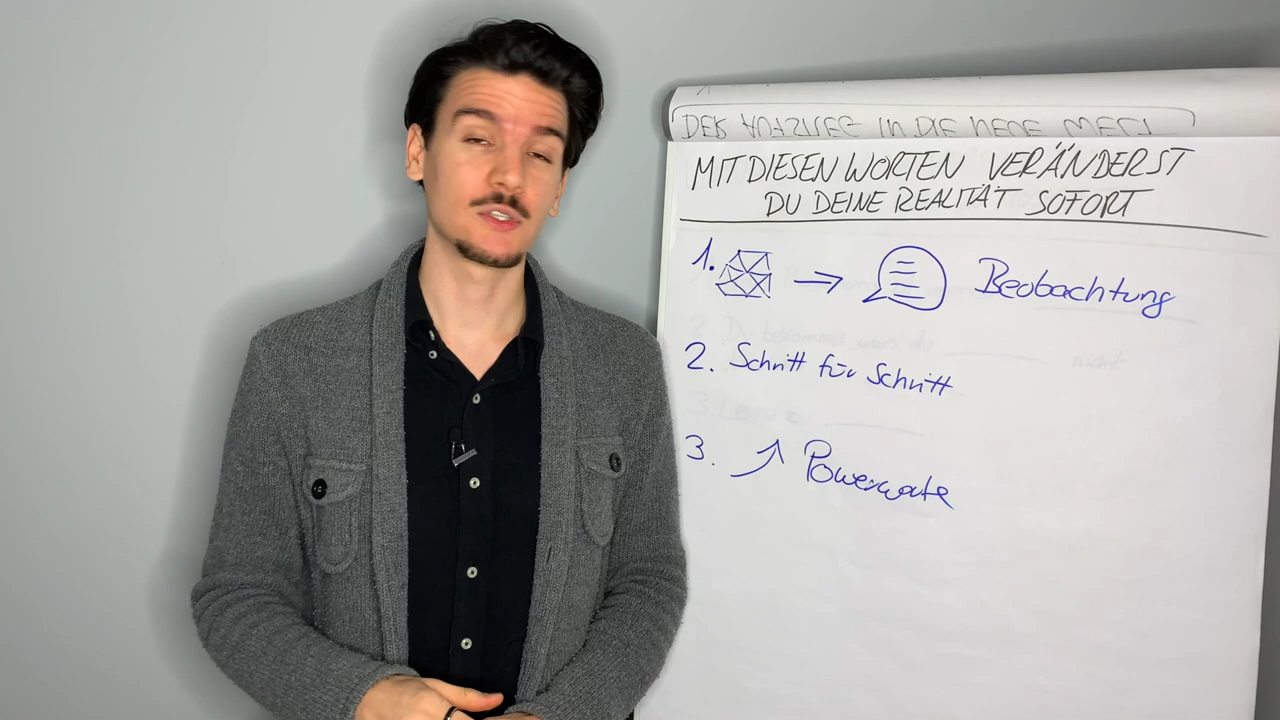 MIT DIESEN WORTEN VERÄNDERST
DU DEINE REALITÄT SOFORT
1. Beobachtung
2. Schritt für Schritt
3. Powerworte